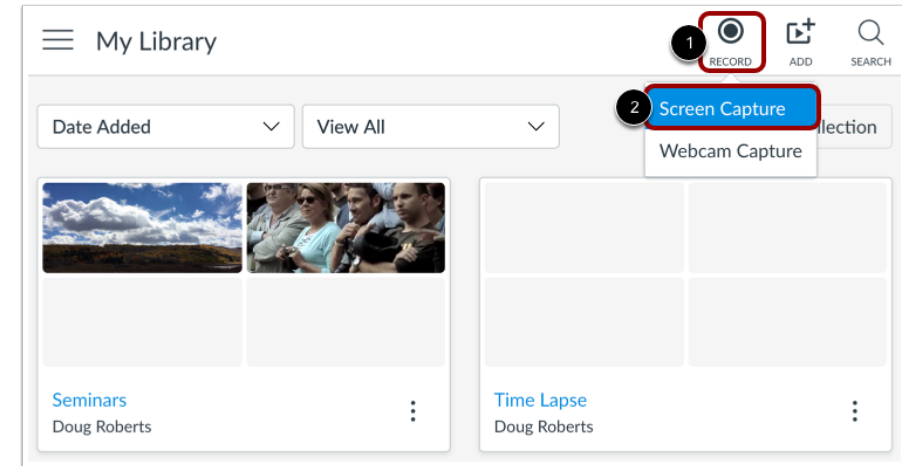 My Library
1
RECORD
ADD
SEARCH
2
Screen Capture
Webcam Capture
Date Added
View All
llection
Seminars
Doug Roberts
Time Lapse
Doug Roberts